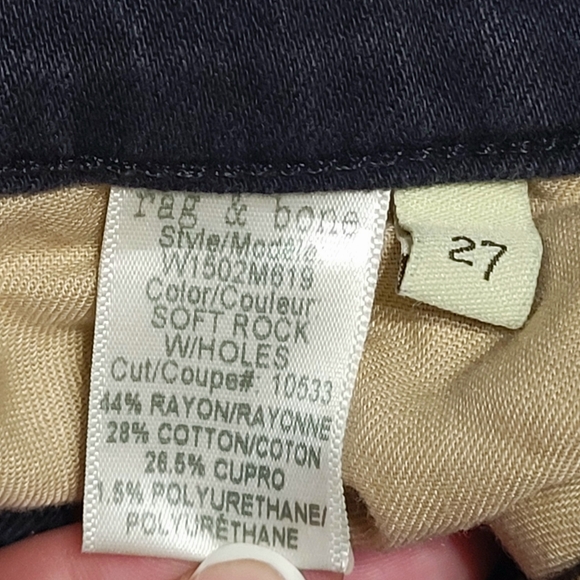 rag & bone
Style/Modele
W1502M619
Color/Couleur
SOFT ROCK
W/HOLES
Cut/Coupe# 10533
44% RAYON/RAYONNE
28% COTTON/COTON
26.5% CUPRO
1.5% POLYURETHANE/
POLYURÉTHANE
27